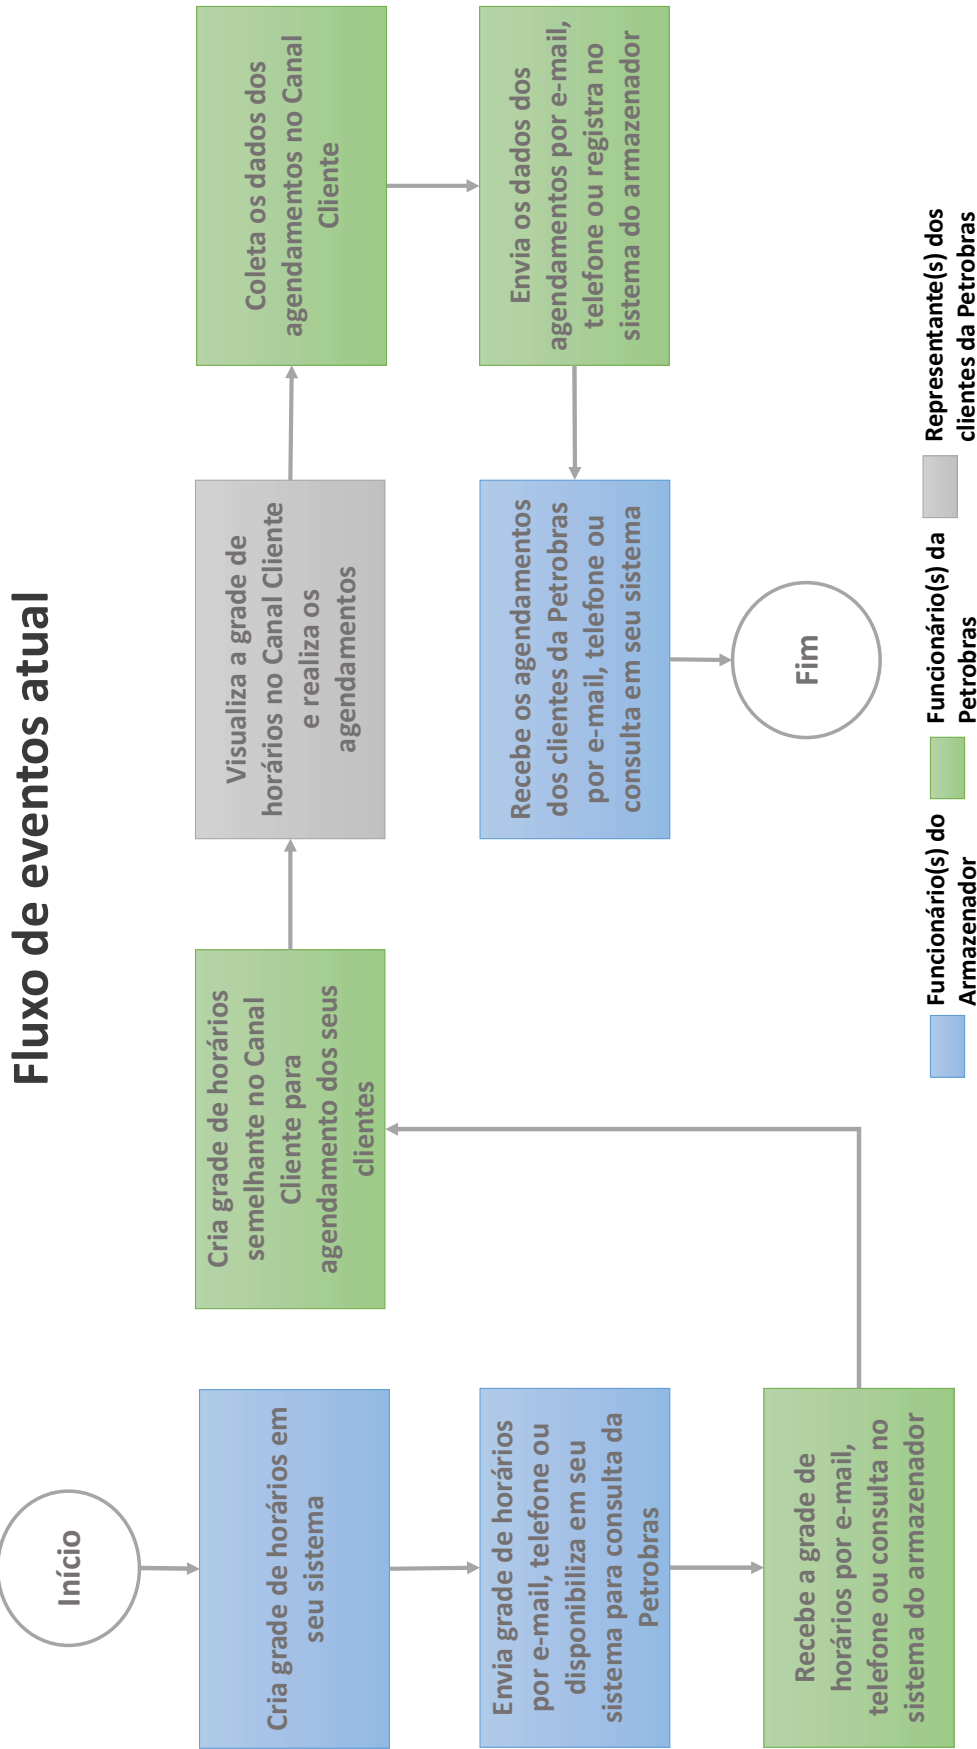 Fluxo de eventos atual
Início
Cria grade de horários em
seu sistema
Envia grade de horários
por e-mail, telefone ou
disponibiliza em seu
sistema para consulta da
Petrobras
Recebe a grade de
horários por e-mail,
telefone ou consulta no
sistema do armazenador
Cria grade de horários
semelhante no Canal
Cliente para
agendamento dos seus
clientes
Visualiza a grade de
horários no Canal Cliente
e realiza os
agendamentos
Coleta os dados dos
agendamentos no Canal
Cliente
Envia os dados dos
agendamentos por e-mail,
telefone ou registra no
sistema do armazenador
Recebe os agendamentos
dos clientes da Petrobras
por e-mail, telefone ou
consulta em seu sistema
Fim
Funcionário(s) do
Armazenador
Funcionário(s) da
Petrobras
Representante(s) dos
clientes da Petrobras